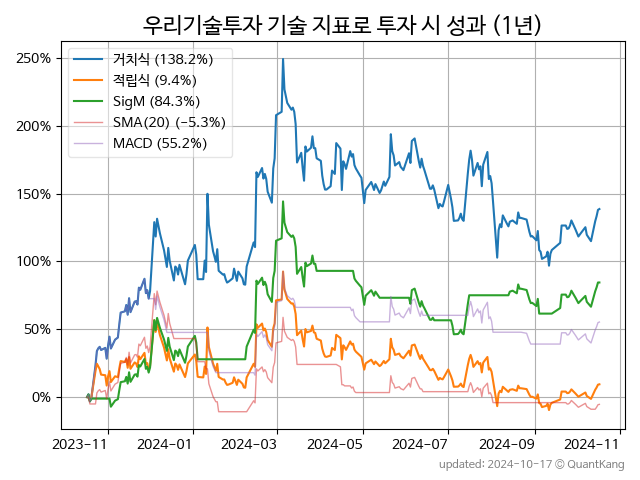 우리기술투자 기술 지표로 투자 시 성과 (1년)
거치식 (138.2%)
적립식 (9.4%)
SigM (84.3%)
SMA(20) (−5.3%)
MACD (55.2%)
250%
200%
150%
100%
50%
0%
2023-11 2024-01 2024-03 2024-05 2024-07 2024-09 2024-11
updated: 2024-10-17 © QuantKang